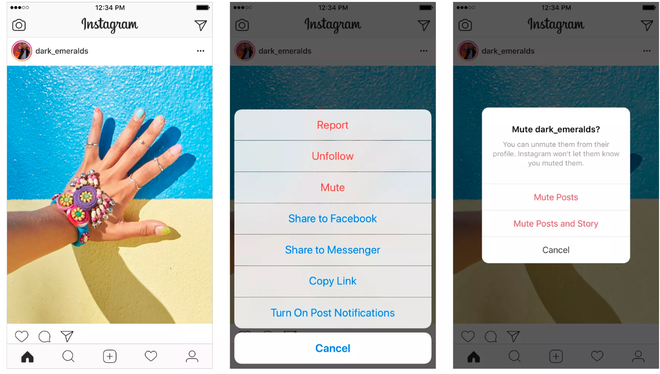 12:34 PM
Instagram
dark_emeralds
12:34 PM
Instagram
dark_emeralds
Report
Unfollow
Mute
Share to Facebook
Share to Messenger
Copy Link
Turn On Post Notifications
Cancel
12:34 PM
Instagram
dark_emeralds
Mute dark_emeralds?
You can unmute them from their
profile. Instagram won't let them know
you muted them.
Mute Posts
Mute Posts and Story
Cancel